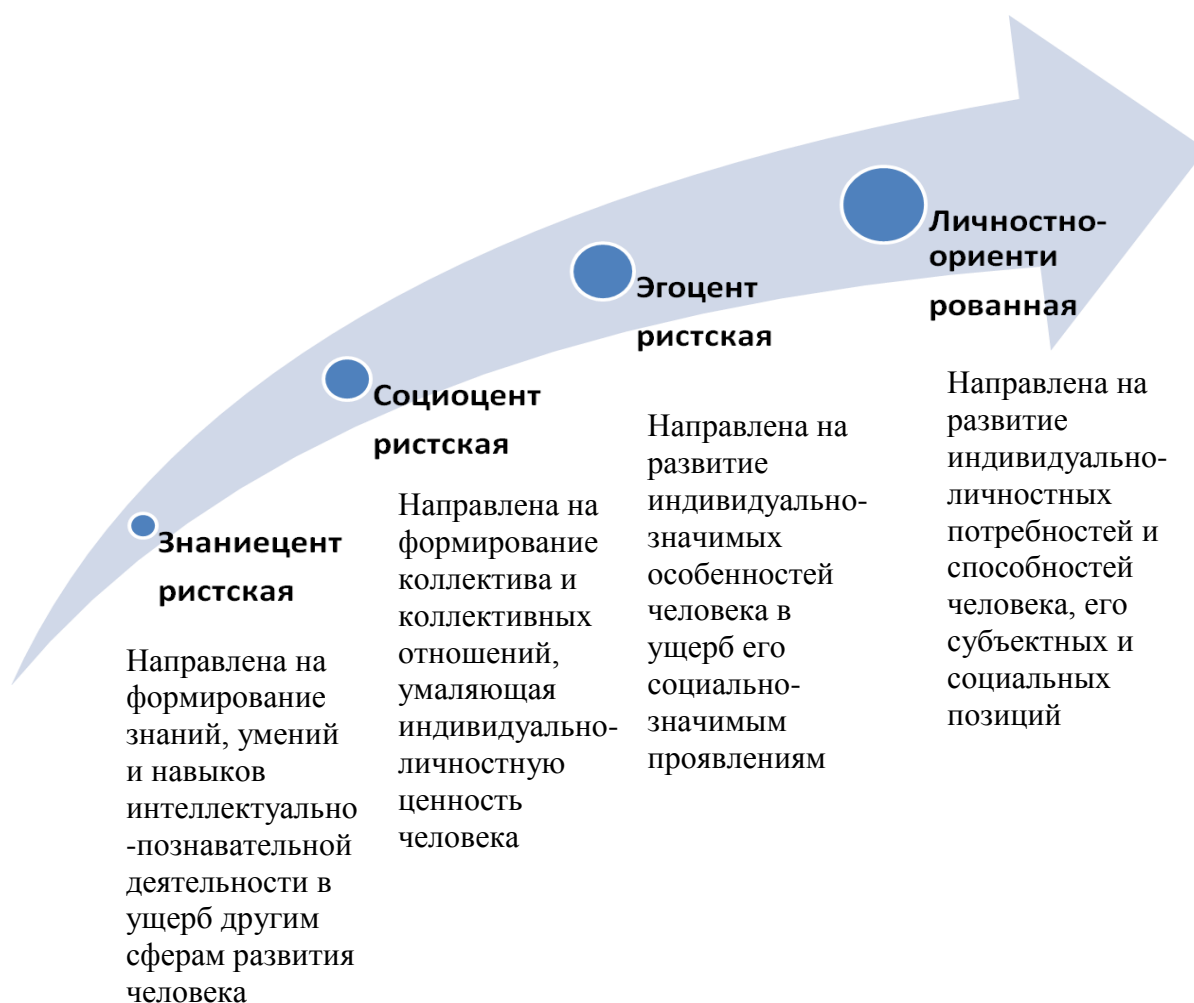 Знаниецент
ристская
Направлена на
формирование
знаний, умений
и навыков
интеллектуально
-познавательной
деятельности в
ущерб другим
сферам развития
человека
Социоцент
ристская
Направлена на
формирование
коллектива и
коллективных
отношений,
умаляющая
индивидуально-
личностную
ценность
человека
Эгоцент
ристская
Направлена на
развитие
индивидуально-
значимых
особенностей
человека в
ущерб его
социально-
значимым
проявлениям
Личностно-
ориенти
рованная
Направлена на
развитие
индивидуально-
личностных
потребностей и
способностей
человека, его
субъектных и
социальных
позиций